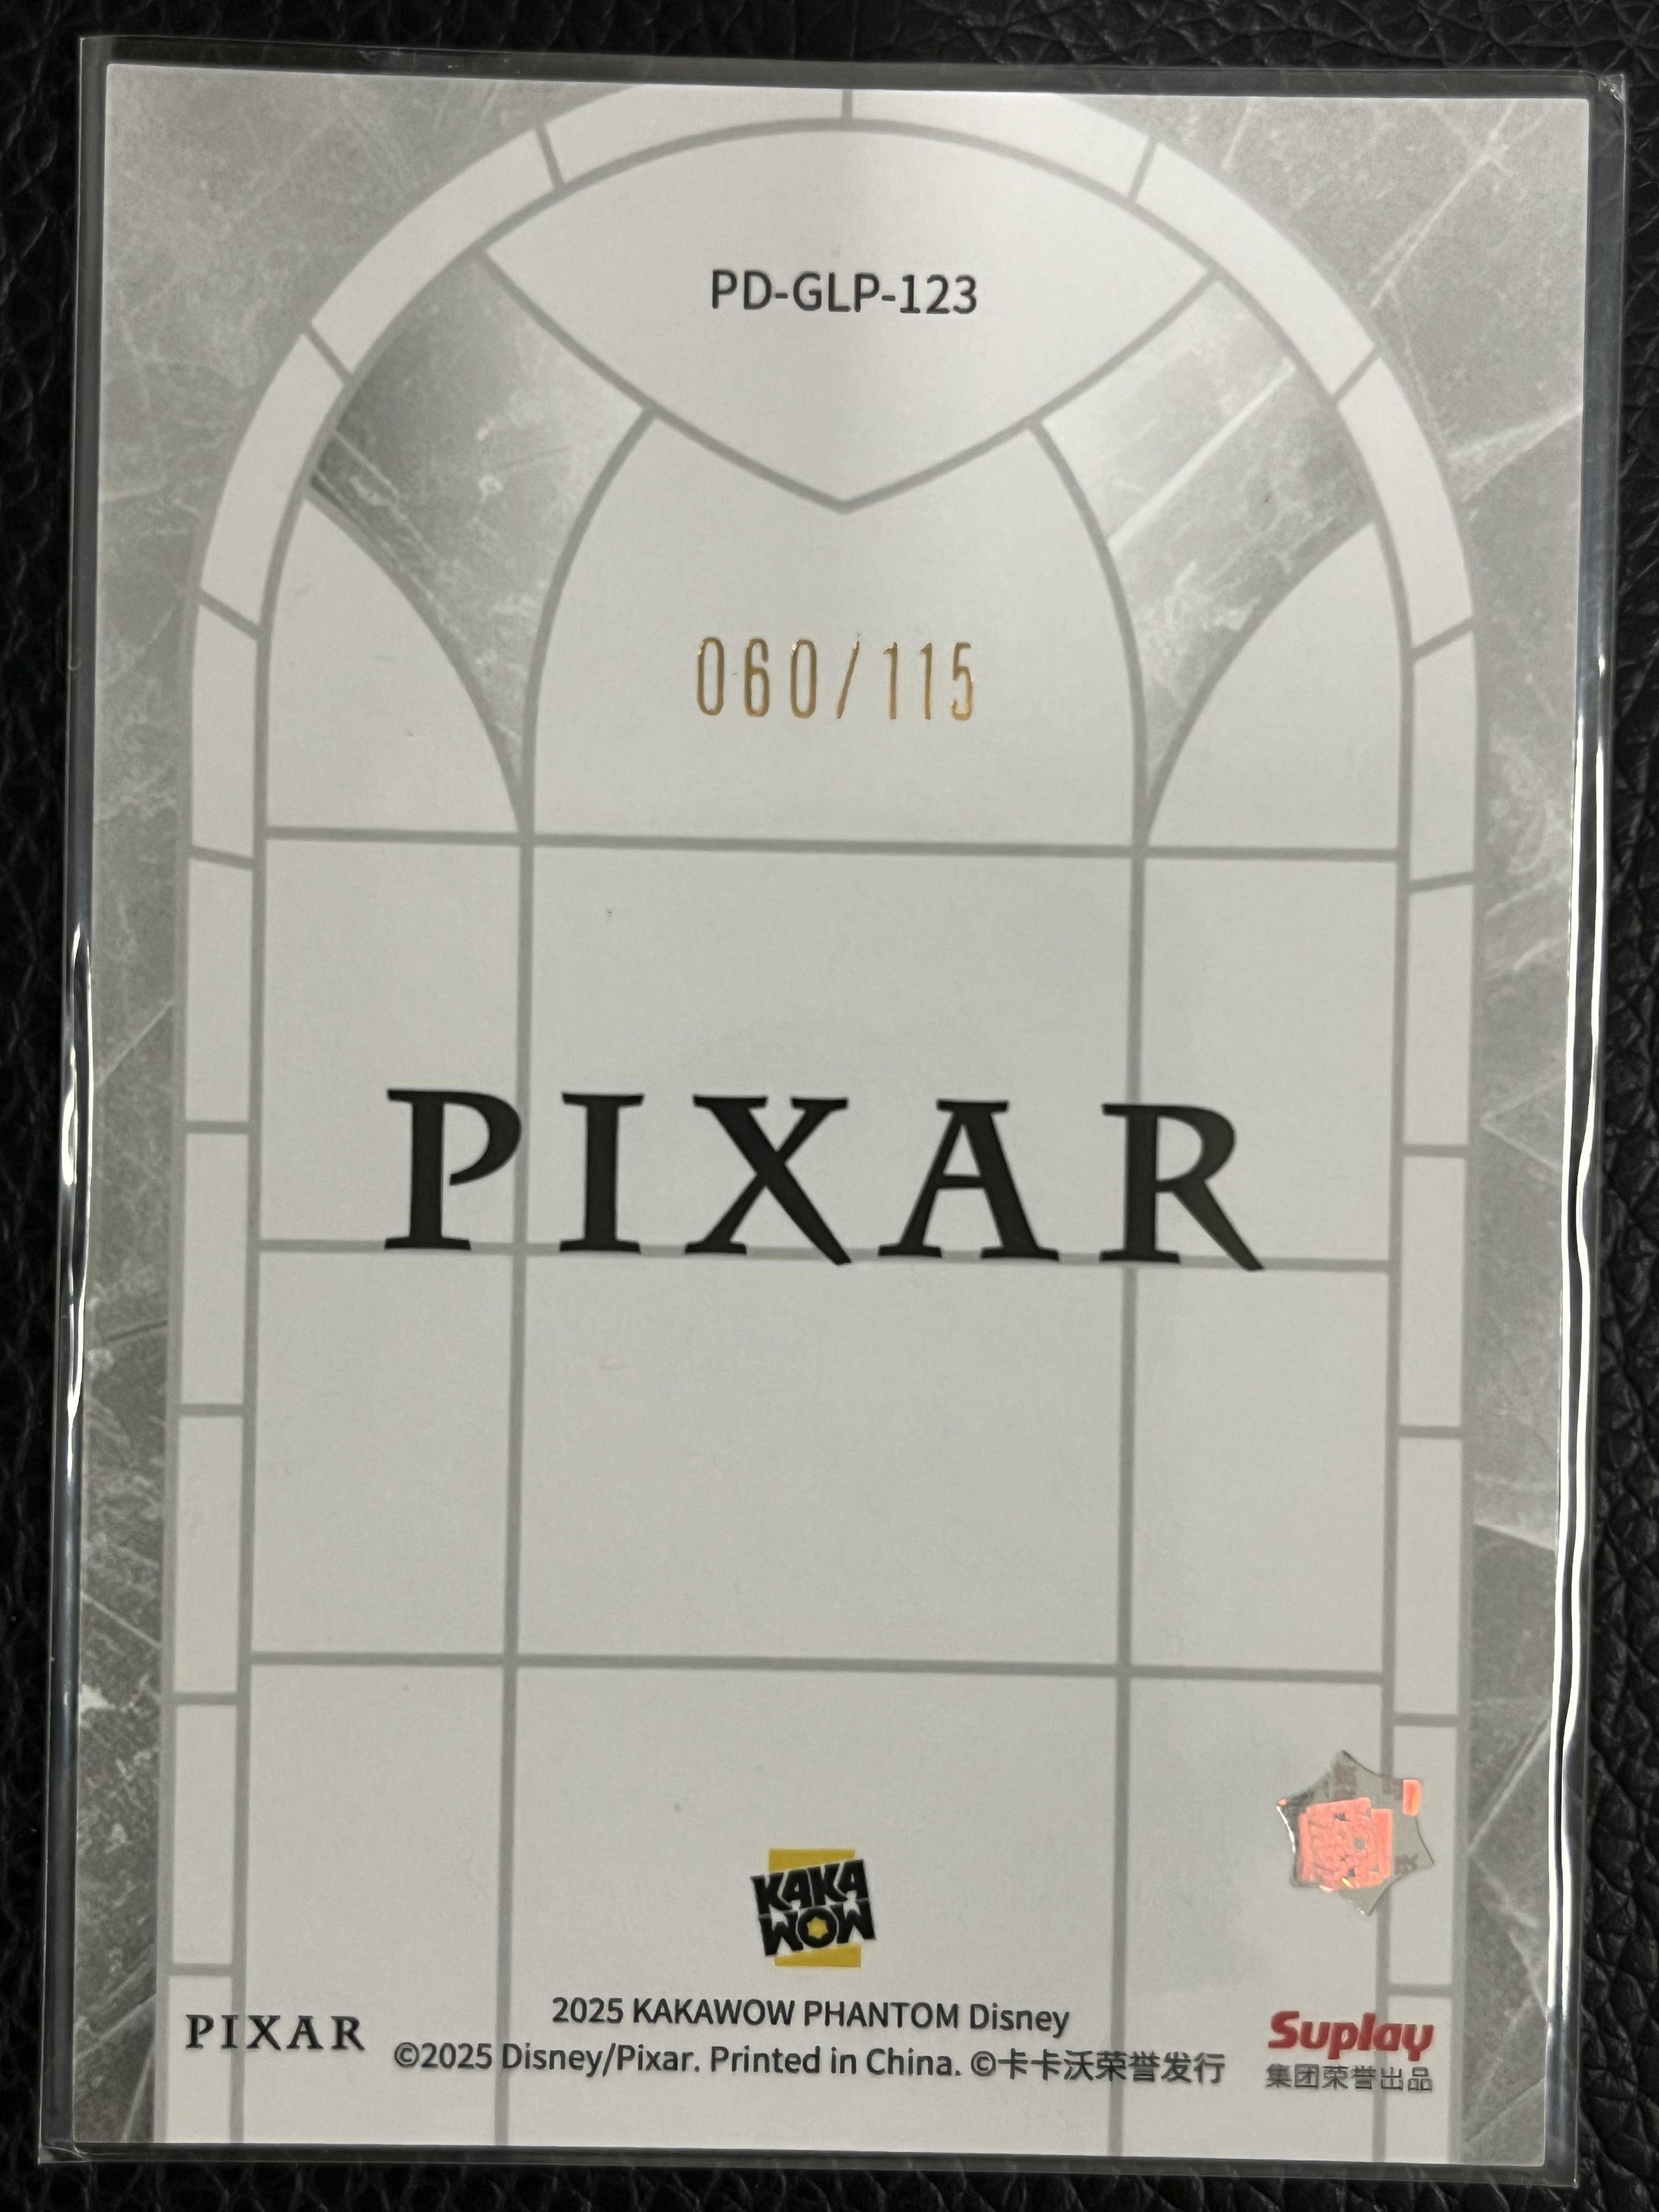 PD-GLP-123
060/115
PIXAR
KAKA
WOW
PIXAR
2025 KAKAWOW PHANTOM Disney
©2025 Disney/Pixar. Printed in China. ©卡卡沃荣誉发行
Suplay
集团荣誉出品